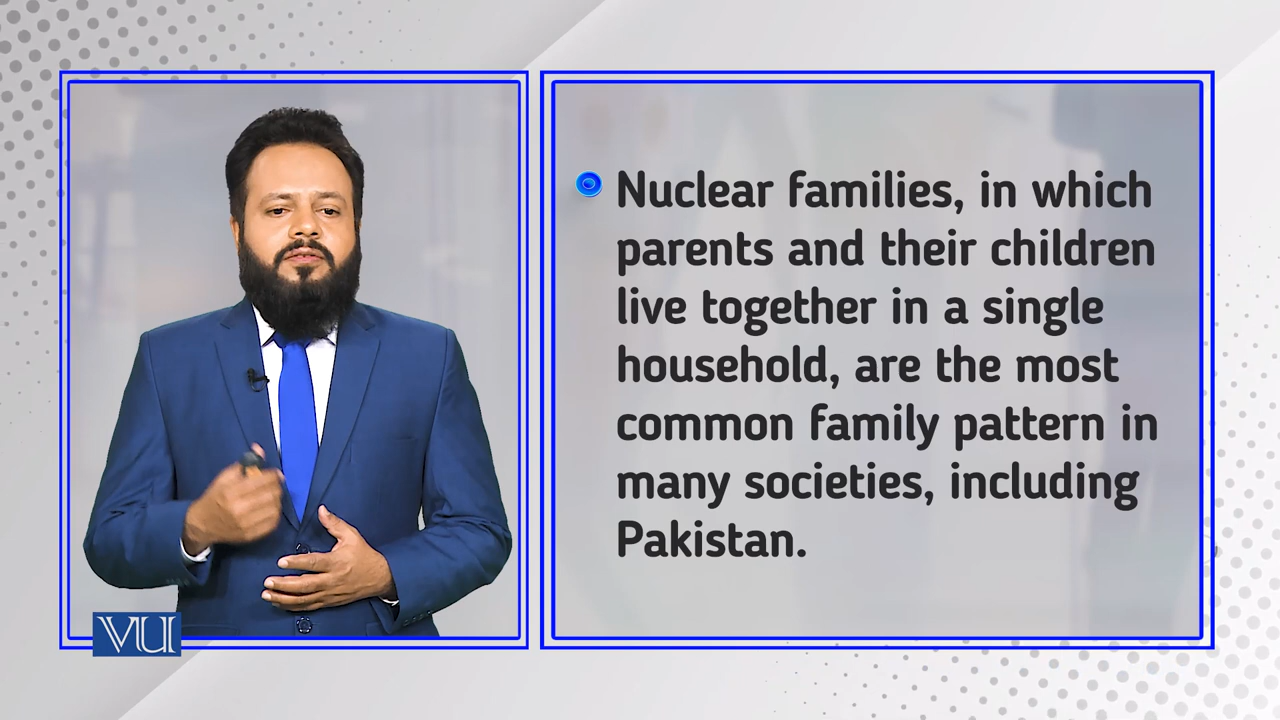 Nuclear families, in which
parents and their children
live together in a single
household, are the most
common family pattern in
many societies, including
Pakistan.
VU